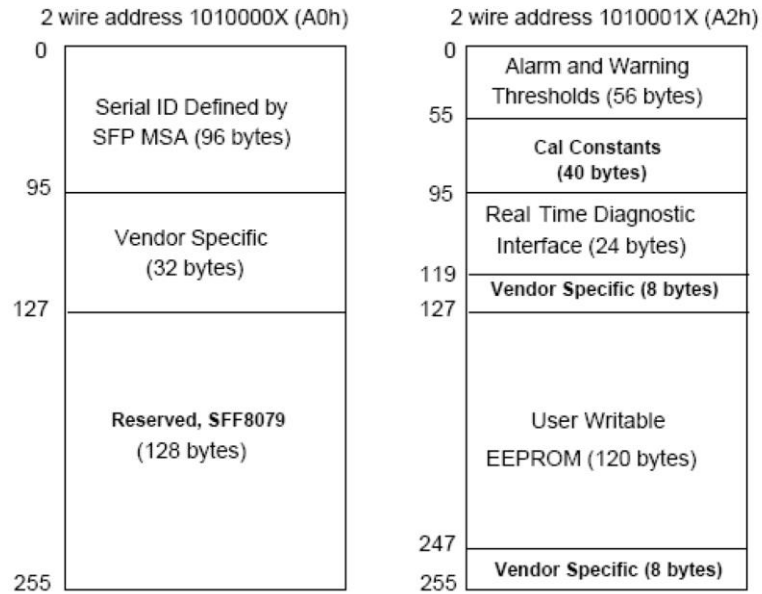 2 wire address 1010000X (A0h)
0
Serial ID Defined by
SFP MSA (96 bytes)
95
Vendor Specific
(32 bytes)
127
Reserved, SFF8079
(128 bytes)
255
2 wire address 1010001X (A2h)
0
Alarm and Warning
Thresholds (56 bytes)
55
Cal Constants
(40 bytes)
95
Real Time Diagnostic
Interface (24 bytes)
119
Vendor Specific (8 bytes)
127
User Writable
EEPROM (120 bytes)
247
Vendor Specific (8 bytes)
255